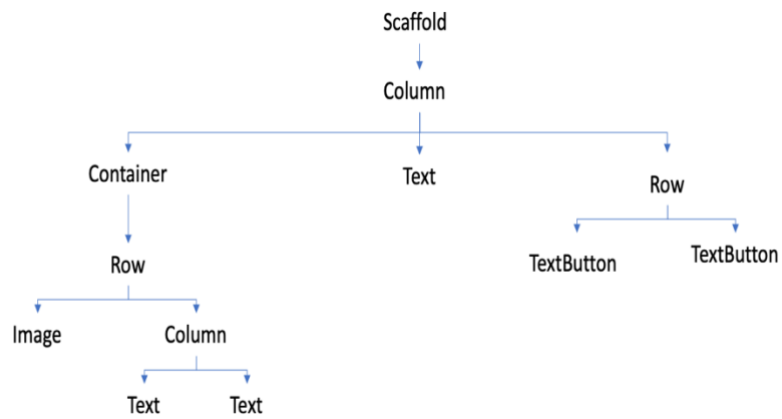 Scaffold
Column
Container
Text
Row
TextButton
TextButton
Row
Image
Column
Text
Text